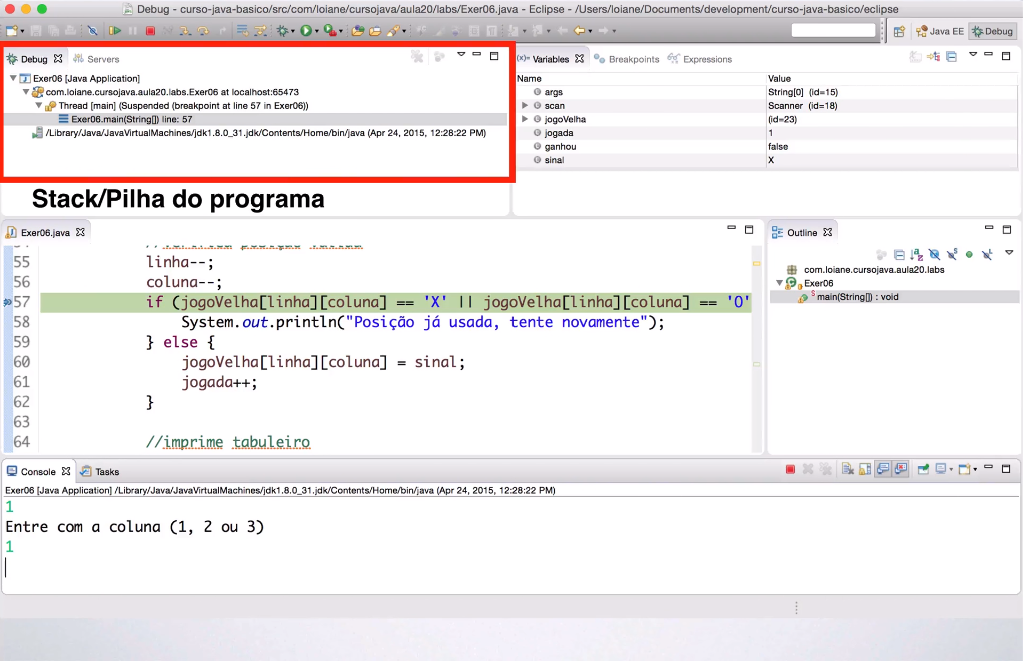 Debug - curso-java-basico/src/com/loiane/cursojava/aula20/labs/Exer06.java - Eclipse - /Users/loiane/Documents/development/curso-java-basico/eclipse
Java EE Debug
Debug Servers
Exer06 [Java Application]
com.loiane.cursojava.aula20.labs.Exer06 at localhost:65473
Thread [main] (Suspended (breakpoint at line 57 in Exer06))
Exer06.main(String[]) line: 57
/Library/Java/JavaVirtualMachines/jdk1.8.0_31.jdk/Contents/Home/bin/java (Apr 24, 2015, 12:28:22 PM)
Stack/Pilha do programa
(x)= Variables Breakpoints Expressions
Name Value
args String[0] (id=15)
scan Scanner (id=18)
jogoVelha (id=23)
jogada 1
ganhou false
sinal X
Exer06.java
55 linha--;
56 coluna--;
57 if (jogoVelha[linha][coluna] == 'X' || jogoVelha[linha][coluna] == 'O'
58 System.out.println("Posição já usada, tente novamente");
59 } else {
60 jogoVelha[linha][coluna] = sinal;
61 jogada++;
62 }
63
64 //imprime tabuleiro
Outline
com.loiane.cursojava.aula20.labs
Exer06
main(String[]) : void
Console Tasks
Exer06 [Java Application] /Library/Java/JavaVirtualMachines/jdk1.8.0_31.jdk/Contents/Home/bin/java (Apr 24, 2015, 12:28:22 PM)
1
Entre com a coluna (1, 2 ou 3)
1